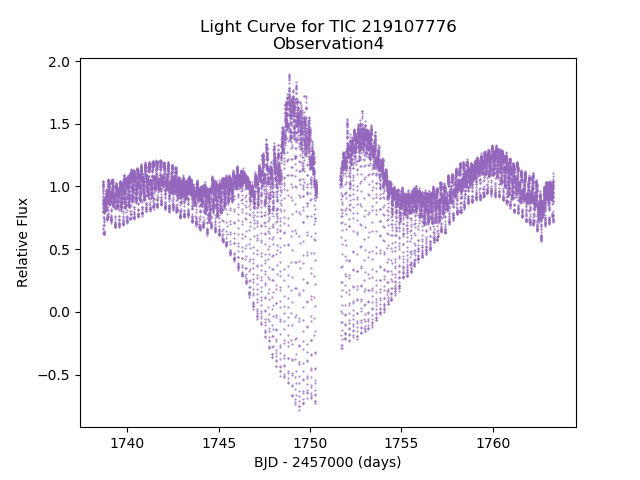 Light Curve for TIC 219107776
Observation4
2.0
1.5
1.0
0.5
0.0
−0.5
Relative Flux
1740 1745 1750 1755 1760
BJD - 2457000 (days)